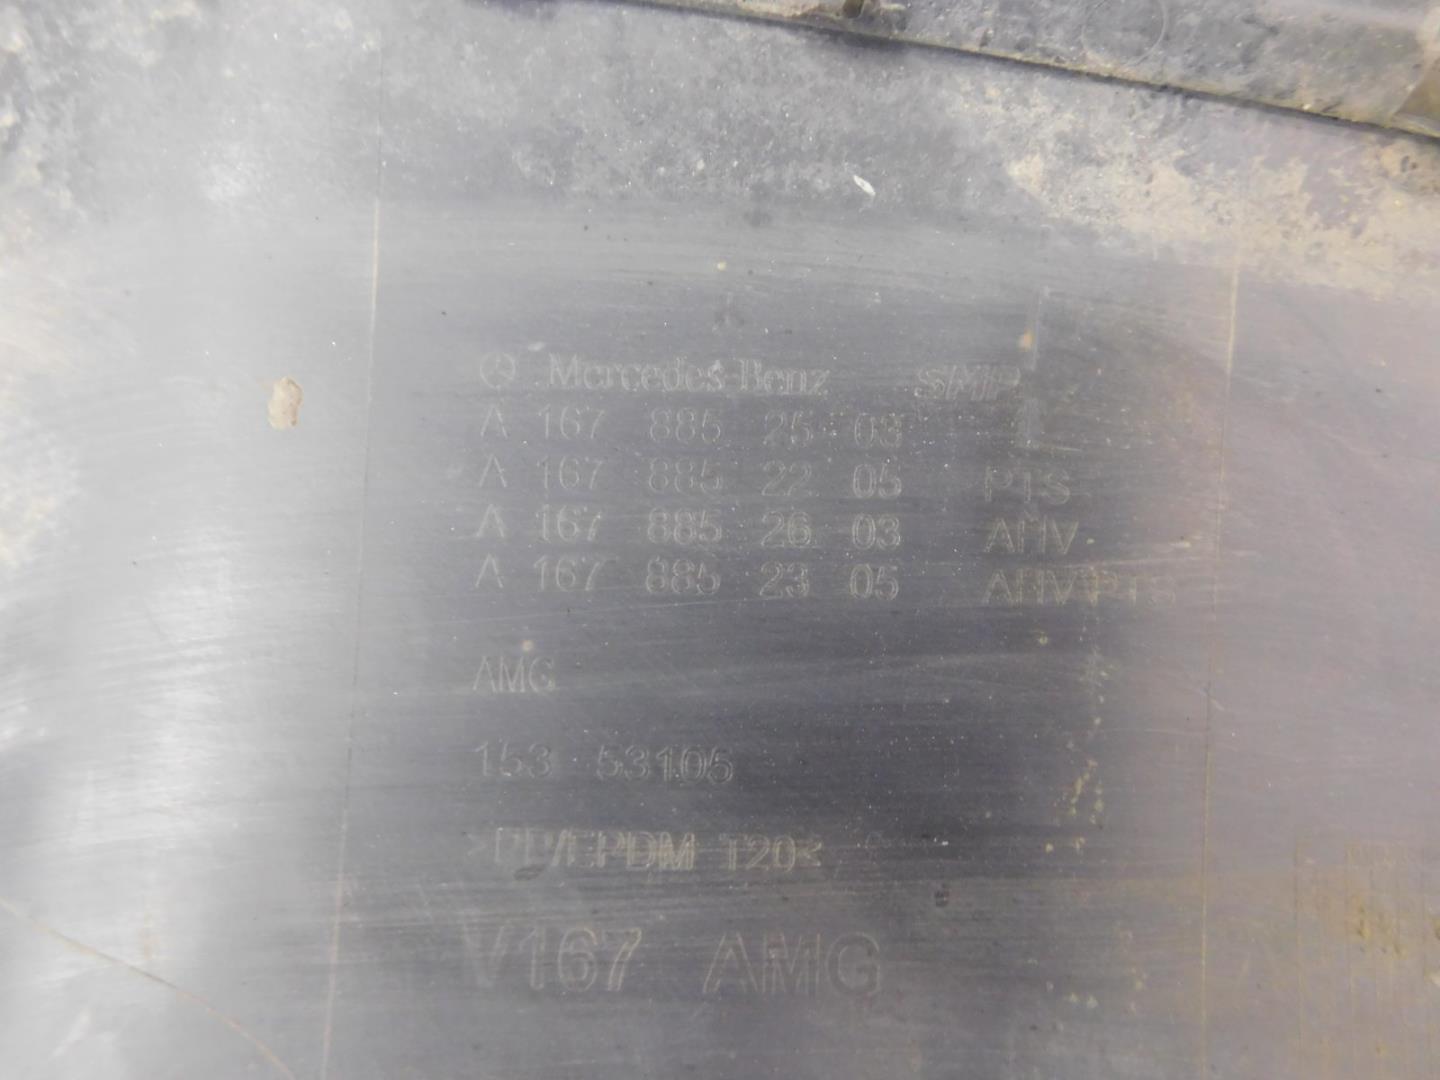 Mercedes-Benz SMP
A 167 885 25 03
A 167 885 22 05 PTS
A 167 885 26 03 AHV
A 167 885 23 05 AHV PTS
AMG
153 53105
>PP/EPDM T20<
V167 AMG